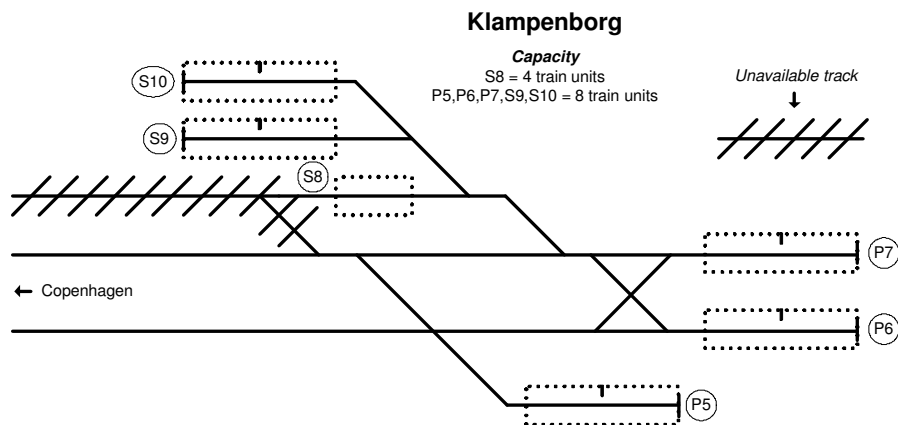 Klampenborg
Capacity
S8 = 4 train units
P5,P6,P7,S9,S10 = 8 train units
Unavailable track
S10
S9
S8
P7
← Copenhagen
P6
P5